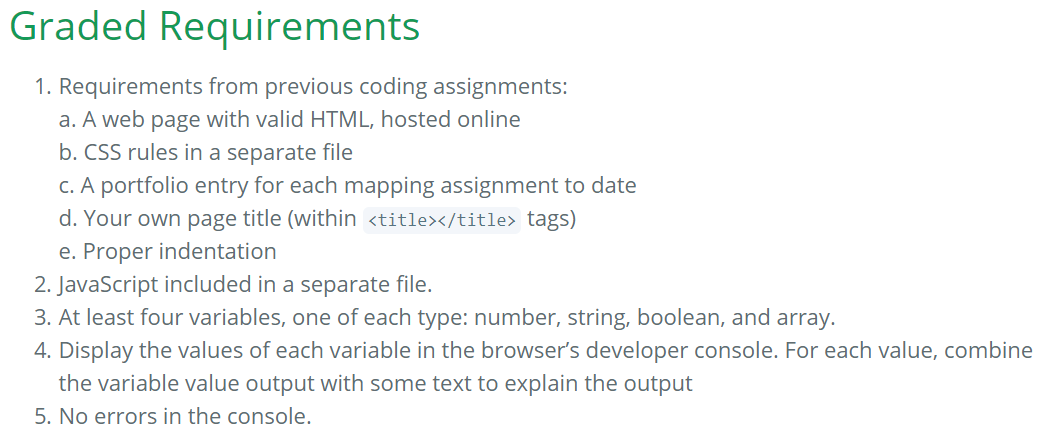 Graded Requirements
1. Requirements from previous coding assignments:
a. A web page with valid HTML, hosted online
b. CSS rules in a separate file
c. A portfolio entry for each mapping assignment to date
d. Your own page title (within <title></title> tags)
e. Proper indentation
2. JavaScript included in a separate file.
3. At least four variables, one of each type: number, string, boolean, and array.
4. Display the values of each variable in the browser’s developer console. For each value, combine
the variable value output with some text to explain the output
5. No errors in the console.